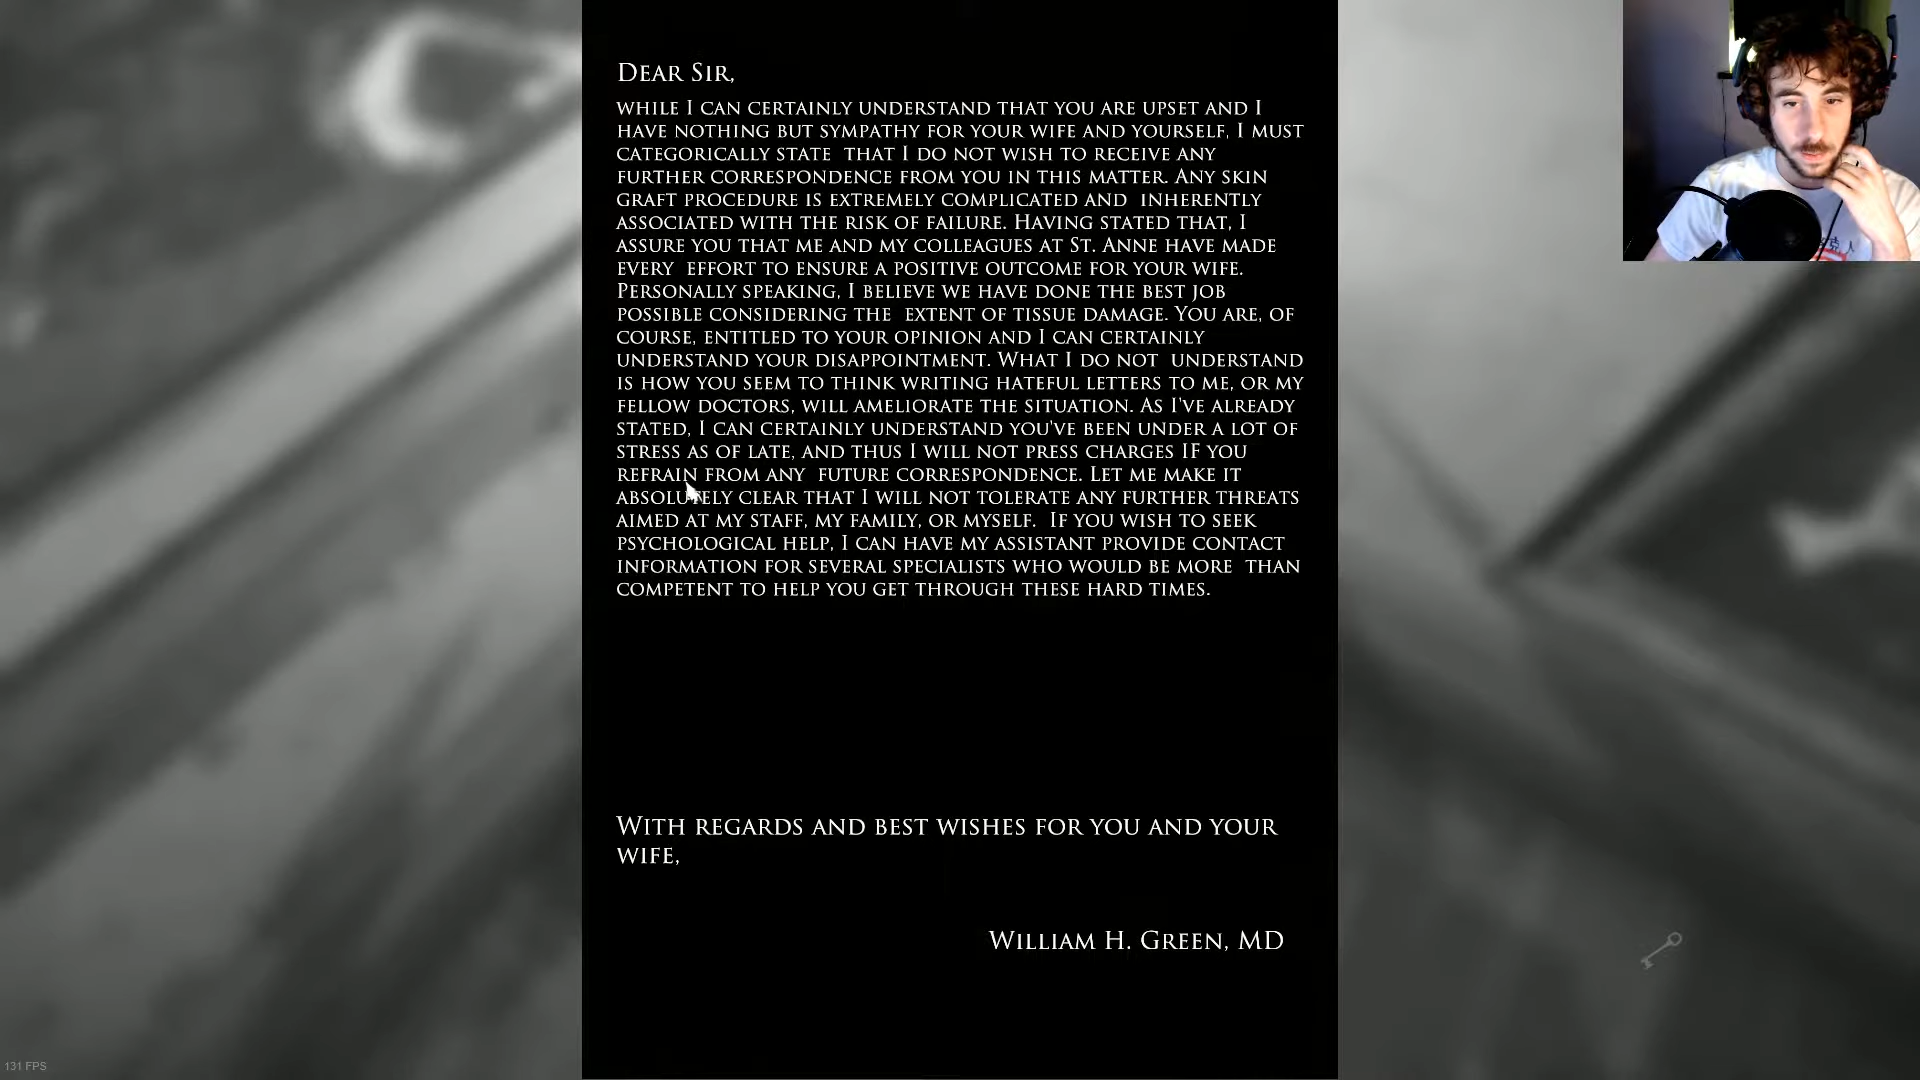 Dear Sir,
while I can certainly understand that you are upset and I
have nothing but sympathy for your wife and yourself, I must
categorically state  that I do not wish to receive any
further correspondence from you in this matter. Any skin
graft procedure is extremely complicated and  inherently
associated with the risk of failure. Having stated that, I
assure you that me and my colleagues at St. Anne have made
every  effort to ensure a positive outcome for your wife.
Personally speaking, I believe we have done the best job
possible considering the  extent of tissue damage. You are, of
course, entitled to your opinion and I can certainly
understand your disappointment. What I do not  understand
is how you seem to think writing hateful letters to me, or my
fellow doctors, will ameliorate the situation. As I've already
stated, I can certainly understand you've been under a lot of
stress as of late, and thus I will not press charges IF you
refrain from any  future correspondence. Let me make it
absolutely clear that I will not tolerate any further threats
aimed at my staff, my family, or myself.  If you wish to seek
psychological help, I can have my assistant provide contact
information for several specialists who would be more  than
competent to help you get through these hard times.
With regards and best wishes for you and your
wife,
William H. Green, MD
131 FPS